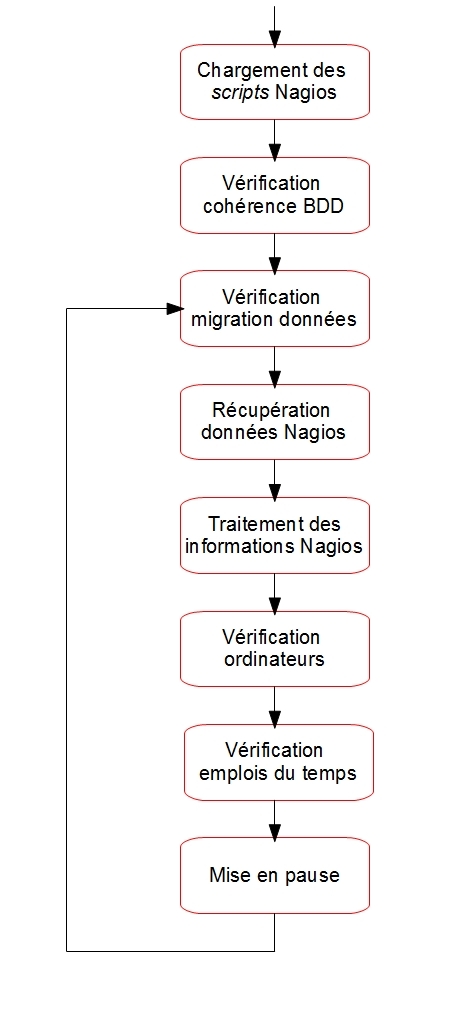 Chargement des
scripts Nagios
Vérification
cohérence BDD
Vérification
migration données
Récupération
données Nagios
Traitement des
informations Nagios
Vérification
ordinateurs
Vérification
emplois du temps
Mise en pause